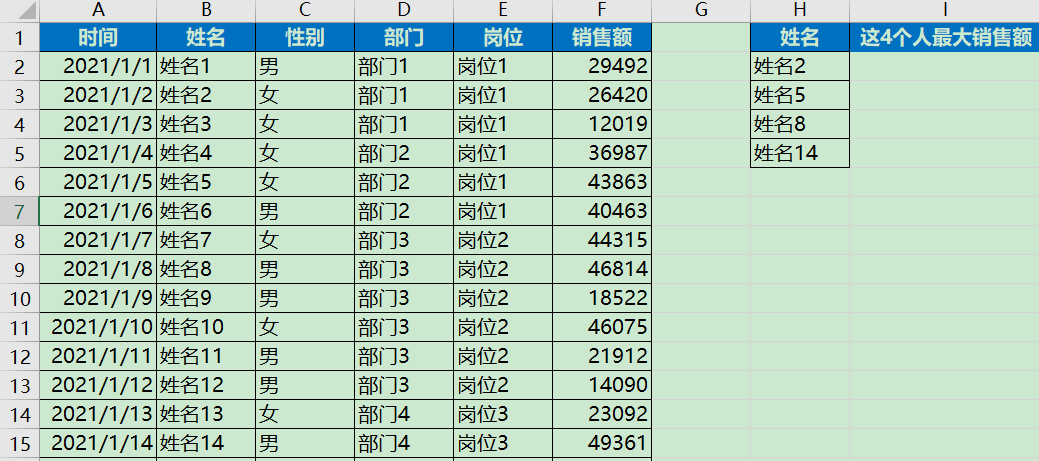 A B C D E F G H I
1 时间 姓名 性别 部门 岗位 销售额 姓名 这4个人最大销售额
2 2021/1/1 姓名1 男 部门1 岗位1 29492 姓名2
3 2021/1/2 姓名2 女 部门1 岗位1 26420 姓名5
4 2021/1/3 姓名3 女 部门1 岗位1 12019 姓名8
5 2021/1/4 姓名4 女 部门2 岗位1 36987 姓名14
6 2021/1/5 姓名5 女 部门2 岗位1 43863
7 2021/1/6 姓名6 男 部门2 岗位1 40463
8 2021/1/7 姓名7 女 部门3 岗位2 44315
9 2021/1/8 姓名8 男 部门3 岗位2 46814
10 2021/1/9 姓名9 男 部门3 岗位2 18522
11 2021/1/10 姓名10 女 部门3 岗位2 46075
12 2021/1/11 姓名11 男 部门3 岗位2 21912
13 2021/1/12 姓名12 男 部门3 岗位2 14090
14 2021/1/13 姓名13 女 部门4 岗位3 23092
15 2021/1/14 姓名14 男 部门4 岗位3 49361